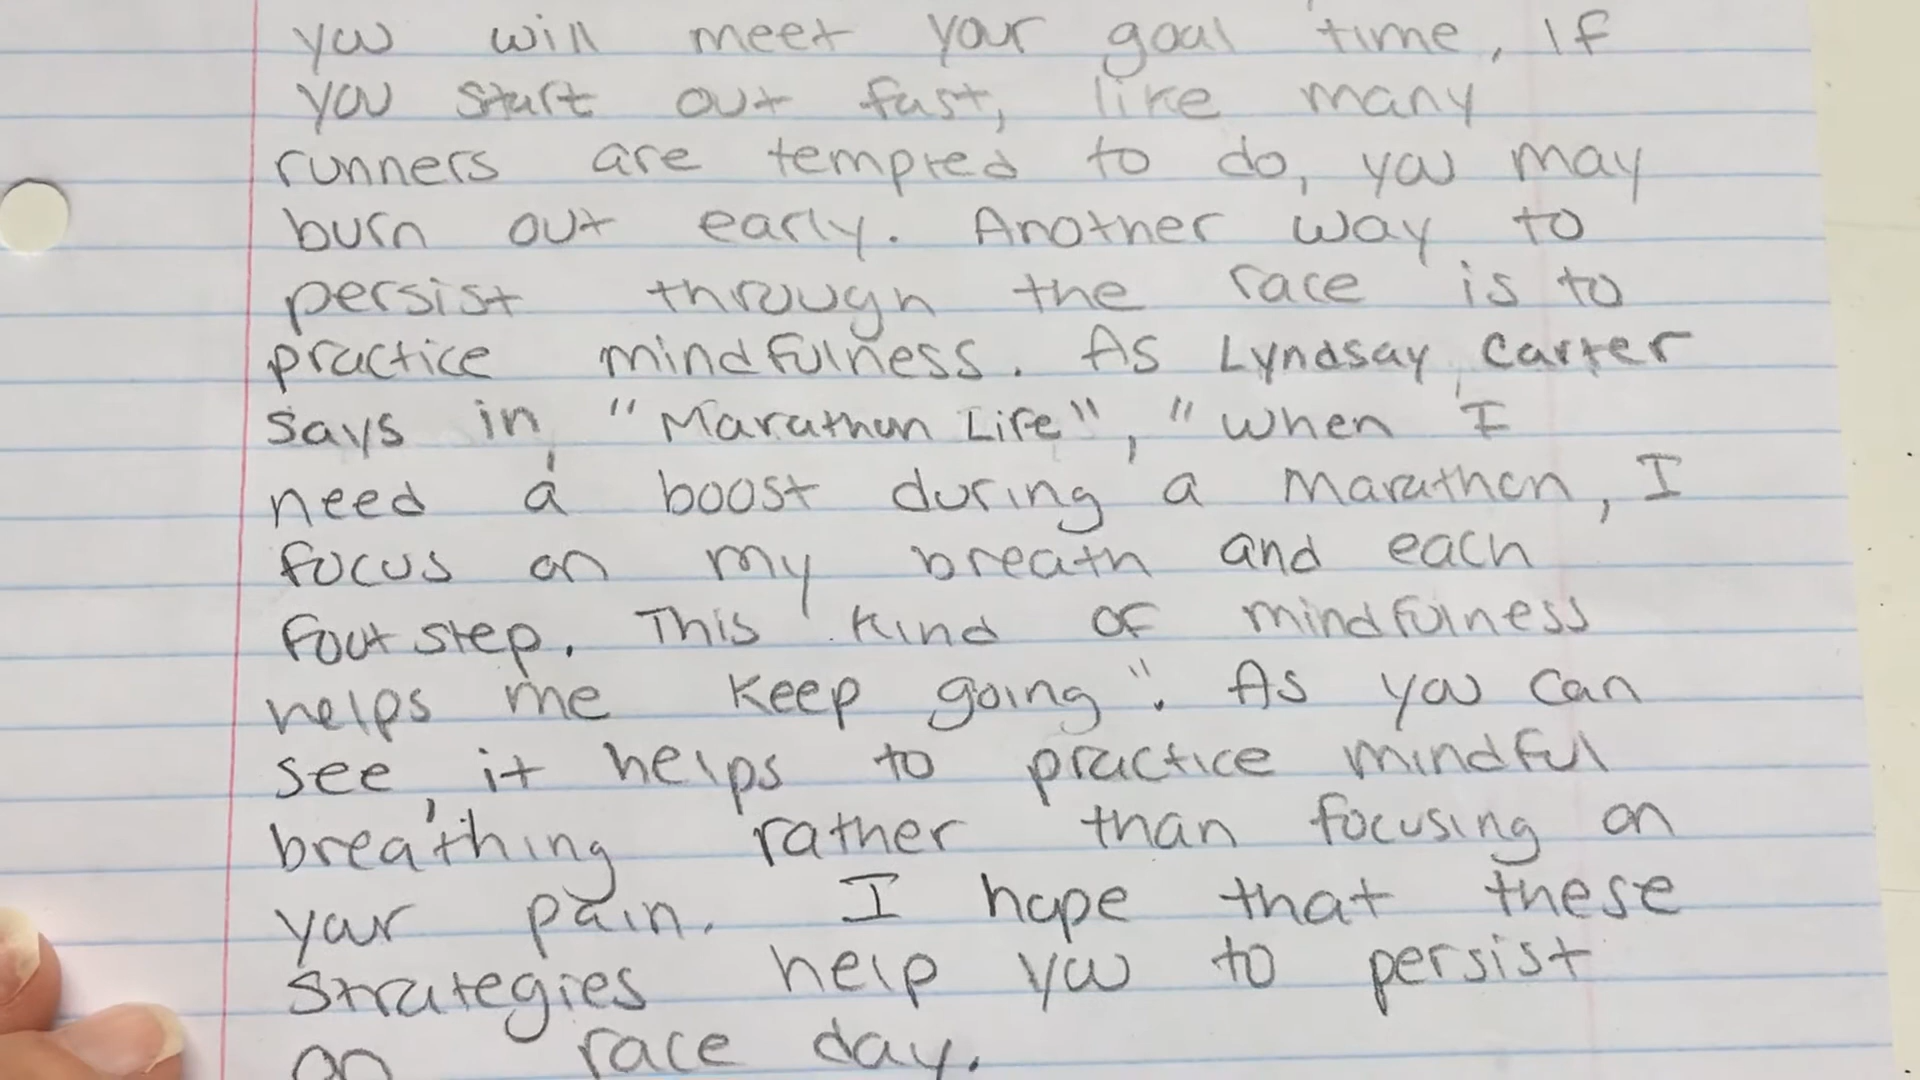 you will meet your goal time, If
you start out fast, like many
runners are tempted to do, you may
burn out early. Another way to
persist through the race is to
practice mindfulness. As Lyndsay Carter
says in "Marathon Life", "When I
need a boost during a marathon, I
focus on my breath and each
footstep. This kind of mindfulness
helps me keep going". As you can
see, it helps to practice mindful
breathing rather than focusing on
your pain. I hope that these
strategies help you to persist
on race day.